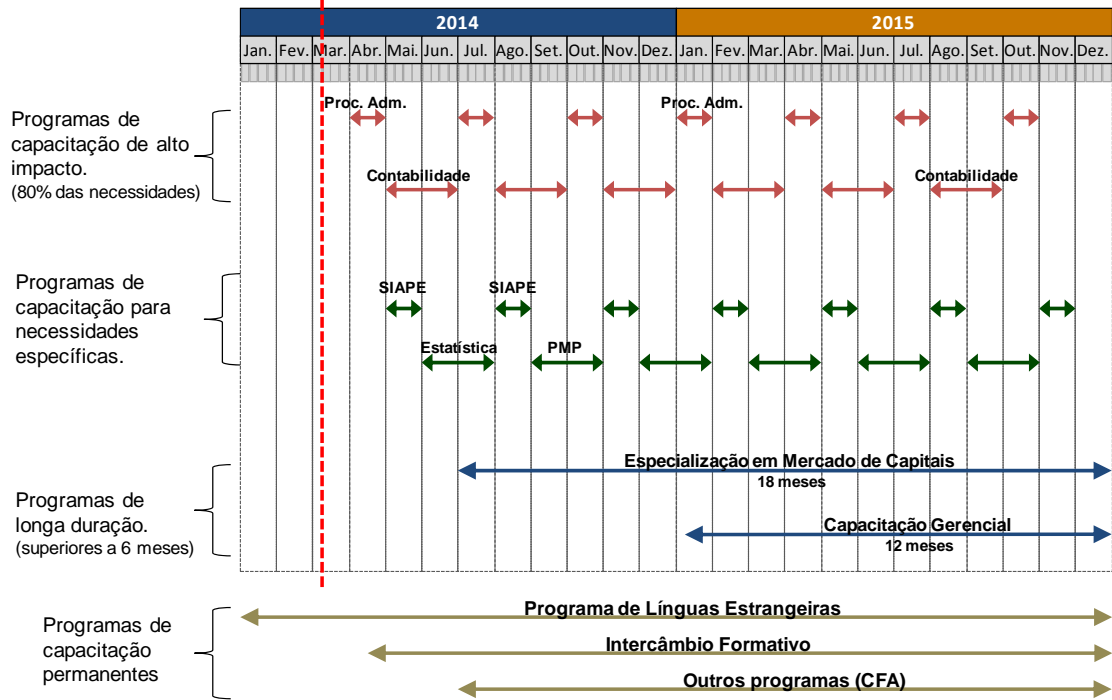 2014 2015
Jan. Fev. Mar. Abr. Mai. Jun. Jul. Ago. Set. Out. Nov. Dez. Jan. Fev. Mar. Abr. Mai. Jun. Jul. Ago. Set. Out. Nov. Dez.
Programas de
capacitação de alto
impacto.
(80% das necessidades)
Proc. Adm. Proc. Adm.
Contabilidade Contabilidade
Programas de
capacitação para
necessidades
específicas.
SIAPE SIAPE
Estatística PMP
Programas de
longa duração.
(superiores a 6 meses)
Especialização em Mercado de Capitais
18 meses
Capacitação Gerencial
12 meses
Programas de
capacitação
permanentes
Programa de Línguas Estrangeiras
Intercâmbio Formativo
Outros programas (CFA)